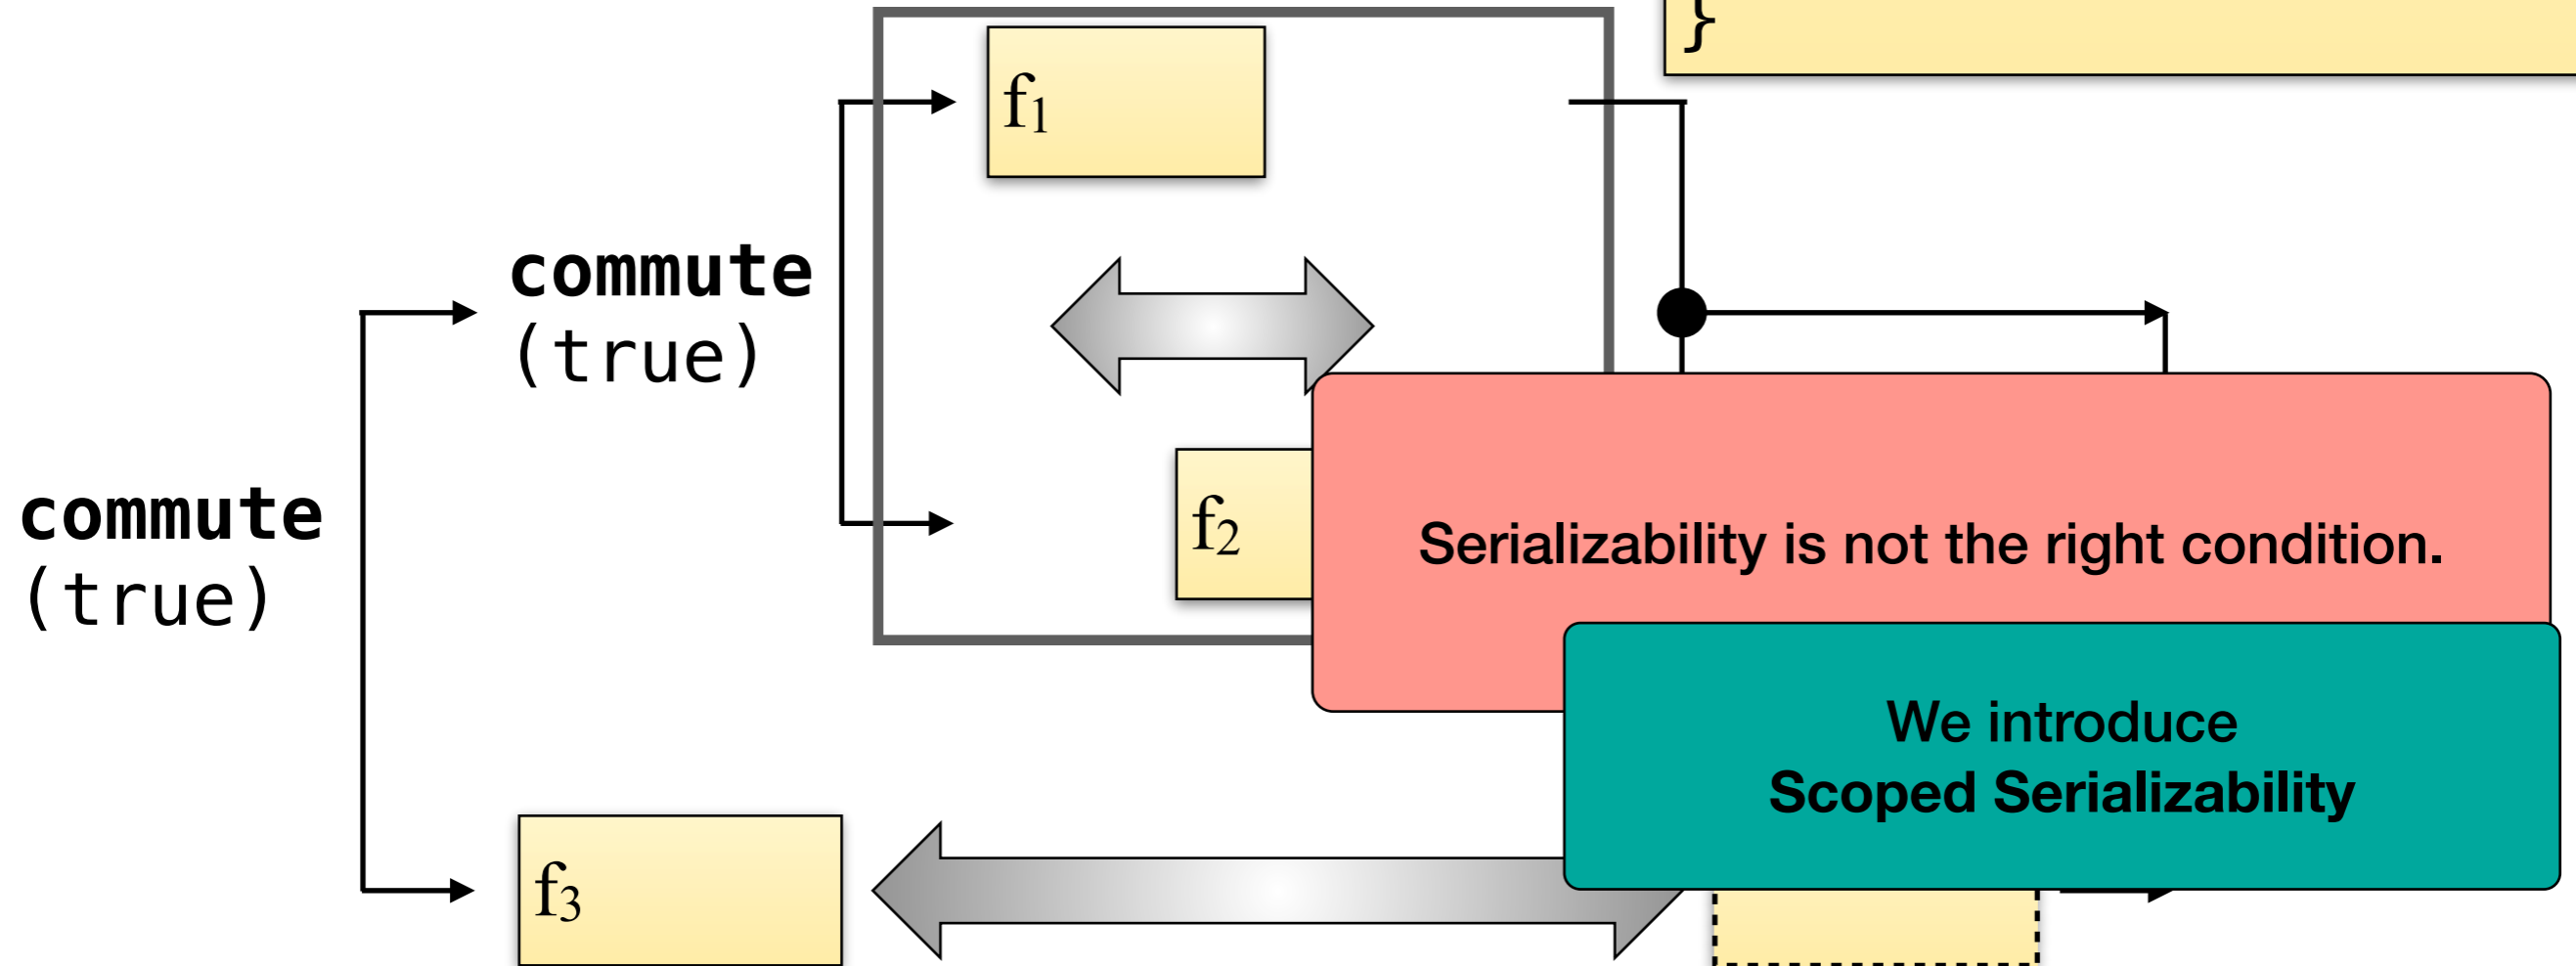 }
f₁
commute
(true)
f₂
commute
(true)
Serializability is not the right condition.
We introduce
Scoped Serializability
f₃